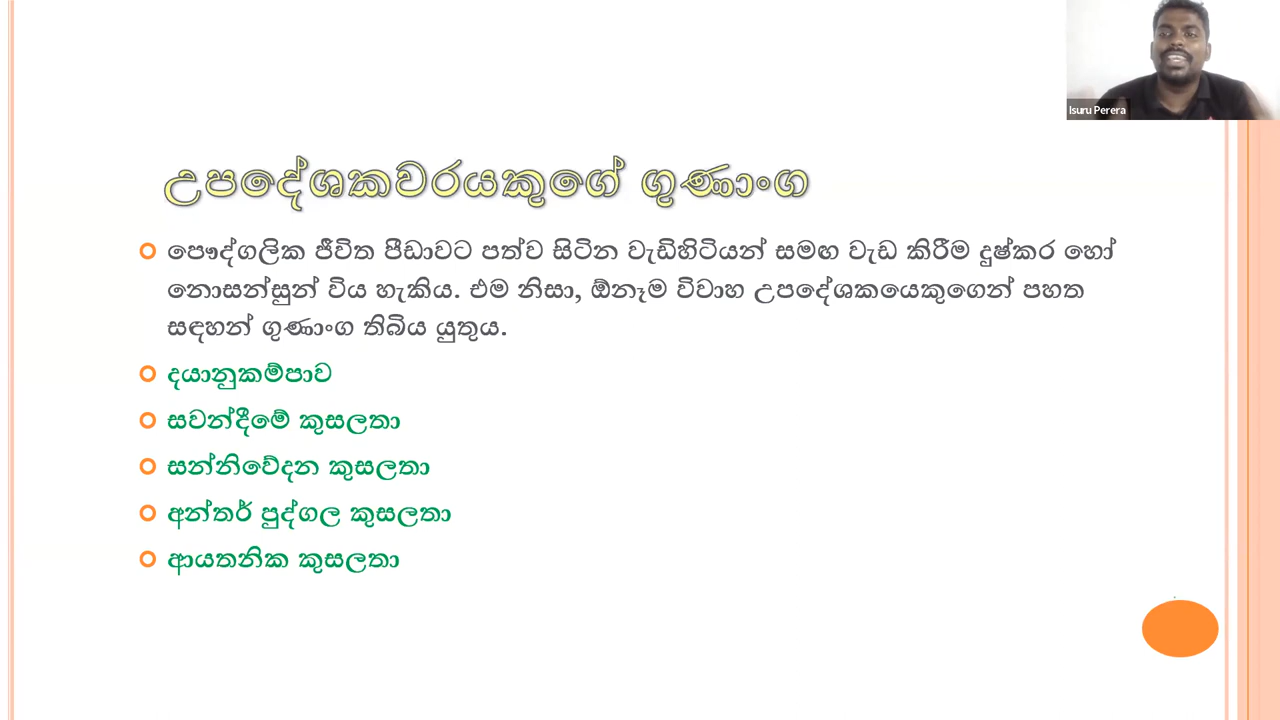 Isuru Perera
උපදේශකවරයකුගේ ගුණාංග
පෞද්ගලික ජීවිත පීඩාවට පත්ව සිටින වැඩිහිටියන් සමඟ වැඩ කිරීම දුෂ්කර හෝ
නොසන්සුන් විය හැකිය. එම නිසා, ඕනෑම විවාහ උපදේශකයෙකුගෙන් පහත
සඳහන් ගුණාංග තිබිය යුතුය.
දයානුකම්පාව
සවන්දීමේ කුසලතා
සන්නිවේදන කුසලතා
අන්තර් පුද්ගල කුසලතා
ආයතනික කුසලතා